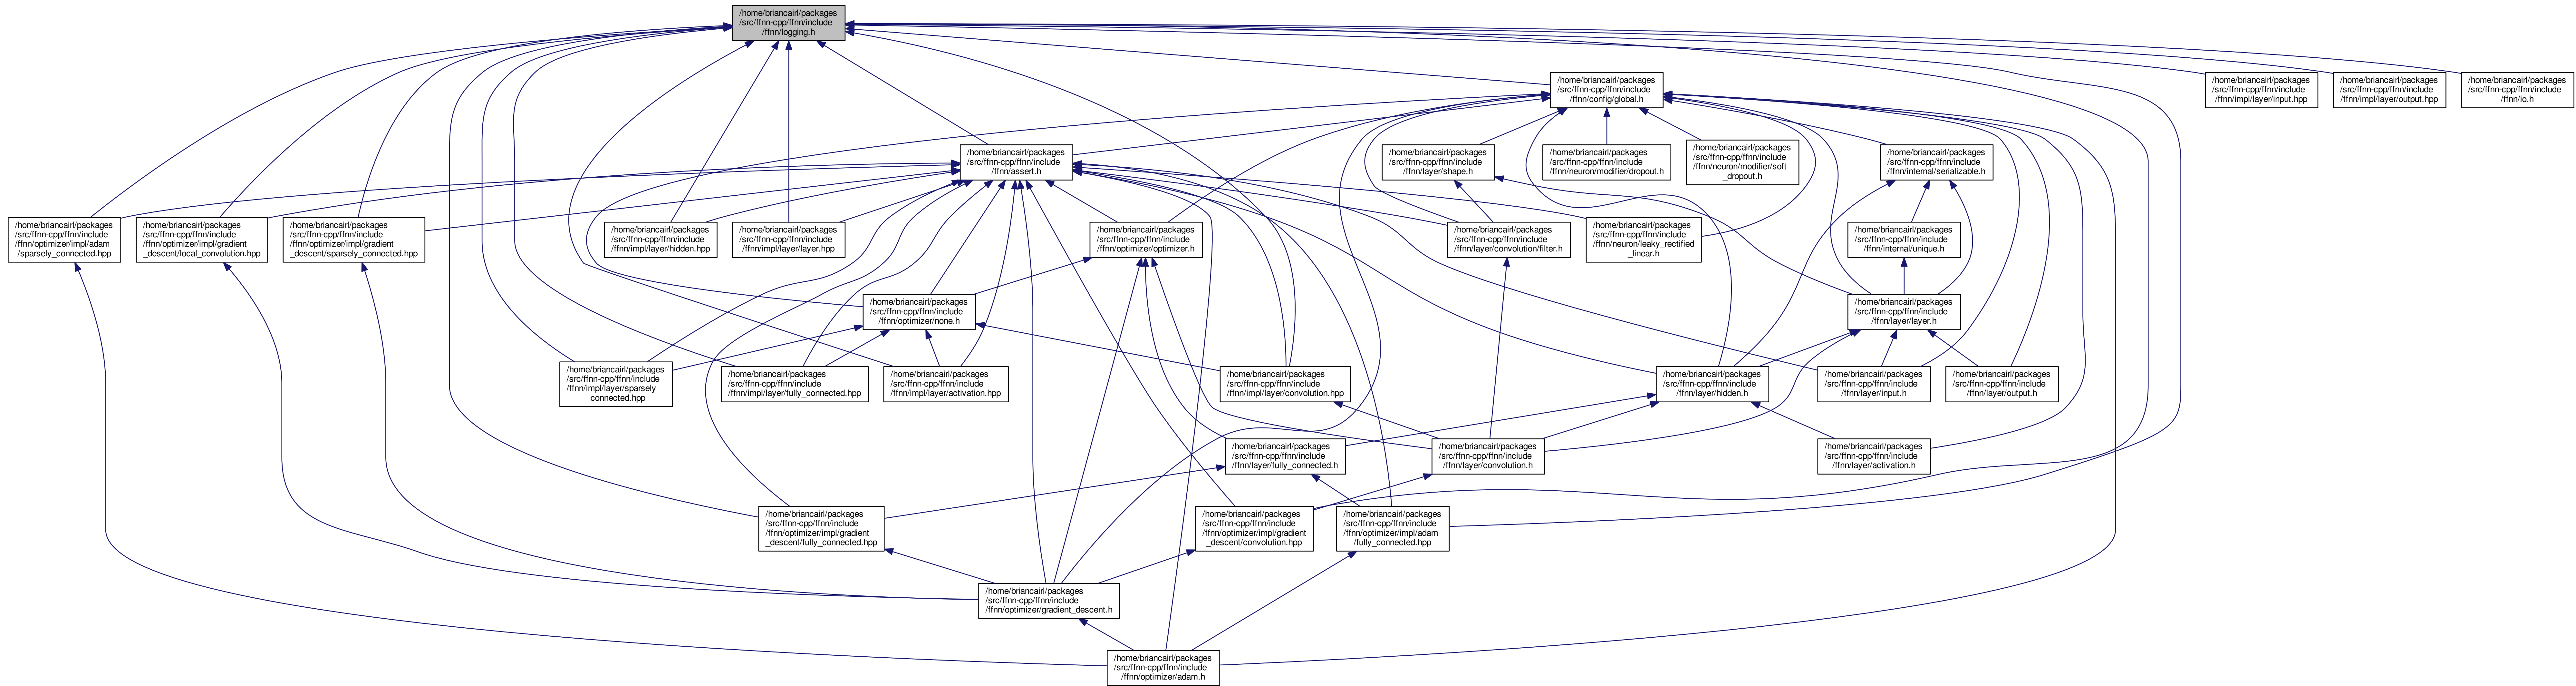 /home/briancairl/packages
/src/ffnn-cpp/ffnn/include
/ffnn/logging.h
/home/briancairl/packages
/src/ffnn-cpp/ffnn/include
/ffnn/config/global.h
/home/briancairl/packages
/src/ffnn-cpp/ffnn/include
/ffnn/impl/layer/input.hpp
/home/briancairl/packages
/src/ffnn-cpp/ffnn/include
/ffnn/impl/layer/output.hpp
/home/briancairl/packages
/src/ffnn-cpp/ffnn/include
/ffnn/io.h
/home/briancairl/packages
/src/ffnn-cpp/ffnn/include
/ffnn/assert.h
/home/briancairl/packages
/src/ffnn-cpp/ffnn/include
/ffnn/layer/shape.h
/home/briancairl/packages
/src/ffnn-cpp/ffnn/include
/ffnn/neuron/modifier/dropout.h
/home/briancairl/packages
/src/ffnn-cpp/ffnn/include
/ffnn/neuron/modifier/soft
_dropout.h
/home/briancairl/packages
/src/ffnn-cpp/ffnn/include
/ffnn/internal/serializable.h
/home/briancairl/packages
/src/ffnn-cpp/ffnn/include
/ffnn/optimizer/impl/adam
/sparsely_connected.hpp
/home/briancairl/packages
/src/ffnn-cpp/ffnn/include
/ffnn/optimizer/impl/gradient
_descent/local_convolution.hpp
/home/briancairl/packages
/src/ffnn-cpp/ffnn/include
/ffnn/optimizer/impl/gradient
_descent/sparsely_connected.hpp
/home/briancairl/packages
/src/ffnn-cpp/ffnn/include
/ffnn/impl/layer/hidden.hpp
/home/briancairl/packages
/src/ffnn-cpp/ffnn/include
/ffnn/impl/layer/layer.hpp
/home/briancairl/packages
/src/ffnn-cpp/ffnn/include
/ffnn/optimizer/optimizer.h
/home/briancairl/packages
/src/ffnn-cpp/ffnn/include
/ffnn/layer/convolution/filter.h
/home/briancairl/packages
/src/ffnn-cpp/ffnn/include
/ffnn/neuron/leaky_rectified
_linear.h
/home/briancairl/packages
/src/ffnn-cpp/ffnn/include
/ffnn/internal/unique.h
/home/briancairl/packages
/src/ffnn-cpp/ffnn/include
/ffnn/optimizer/none.h
/home/briancairl/packages
/src/ffnn-cpp/ffnn/include
/ffnn/layer/layer.h
/home/briancairl/packages
/src/ffnn-cpp/ffnn/include
/ffnn/impl/layer/sparsely
_connected.hpp
/home/briancairl/packages
/src/ffnn-cpp/ffnn/include
/ffnn/impl/layer/fully_connected.hpp
/home/briancairl/packages
/src/ffnn-cpp/ffnn/include
/ffnn/impl/layer/activation.hpp
/home/briancairl/packages
/src/ffnn-cpp/ffnn/include
/ffnn/impl/layer/convolution.hpp
/home/briancairl/packages
/src/ffnn-cpp/ffnn/include
/ffnn/layer/hidden.h
/home/briancairl/packages
/src/ffnn-cpp/ffnn/include
/ffnn/layer/input.h
/home/briancairl/packages
/src/ffnn-cpp/ffnn/include
/ffnn/layer/output.h
/home/briancairl/packages
/src/ffnn-cpp/ffnn/include
/ffnn/layer/fully_connected.h
/home/briancairl/packages
/src/ffnn-cpp/ffnn/include
/ffnn/layer/convolution.h
/home/briancairl/packages
/src/ffnn-cpp/ffnn/include
/ffnn/layer/activation.h
/home/briancairl/packages
/src/ffnn-cpp/ffnn/include
/ffnn/optimizer/impl/gradient
_descent/fully_connected.hpp
/home/briancairl/packages
/src/ffnn-cpp/ffnn/include
/ffnn/optimizer/impl/gradient
_descent/convolution.hpp
/home/briancairl/packages
/src/ffnn-cpp/ffnn/include
/ffnn/optimizer/impl/adam
/fully_connected.hpp
/home/briancairl/packages
/src/ffnn-cpp/ffnn/include
/ffnn/optimizer/gradient_descent.h
/home/briancairl/packages
/src/ffnn-cpp/ffnn/include
/ffnn/optimizer/adam.h